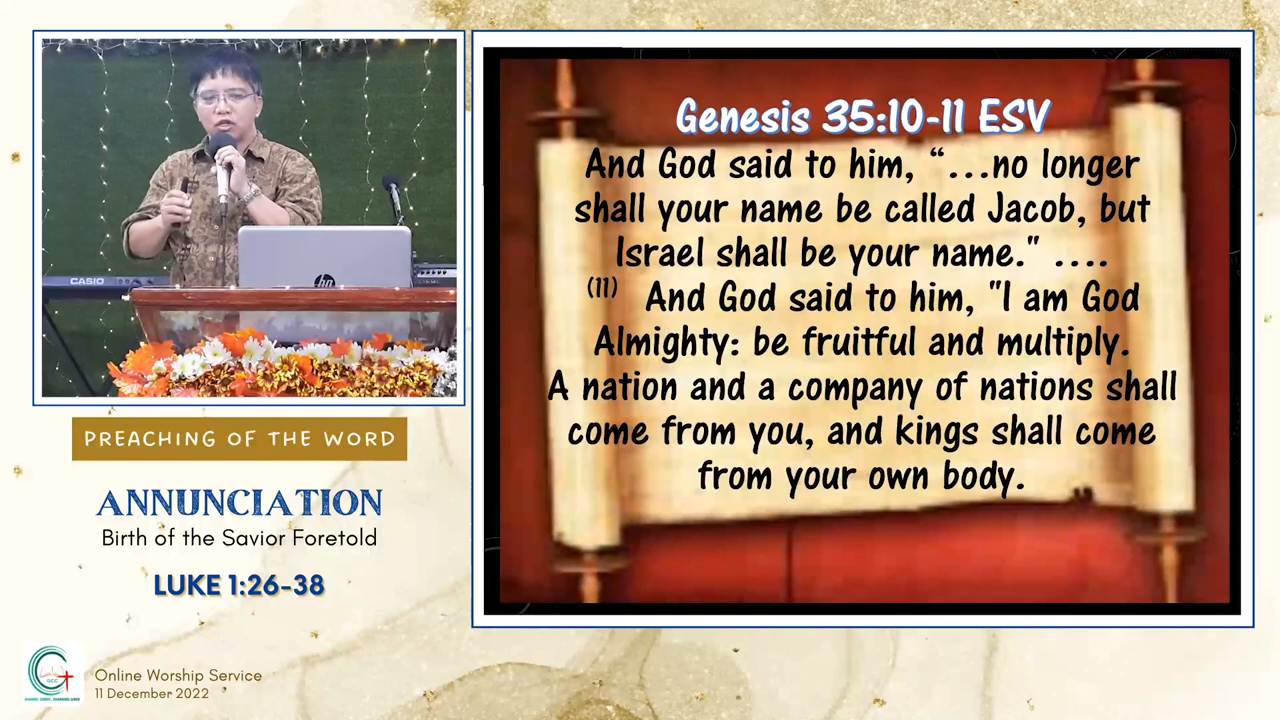 CASIO
hp
PREACHING OF THE WORD
ANNUNCIATION
Birth of the Savior Foretold
LUKE 1:26-38
GCC
Online Worship Service
11 December 2022
Genesis 35:10-11 ESV
And God said to him, “...no longer
shall your name be called Jacob, but
Israel shall be your name." ....
(11) And God said to him, "I am God
Almighty: be fruitful and multiply.
A nation and a company of nations shall
come from you, and kings shall come
from your own body.